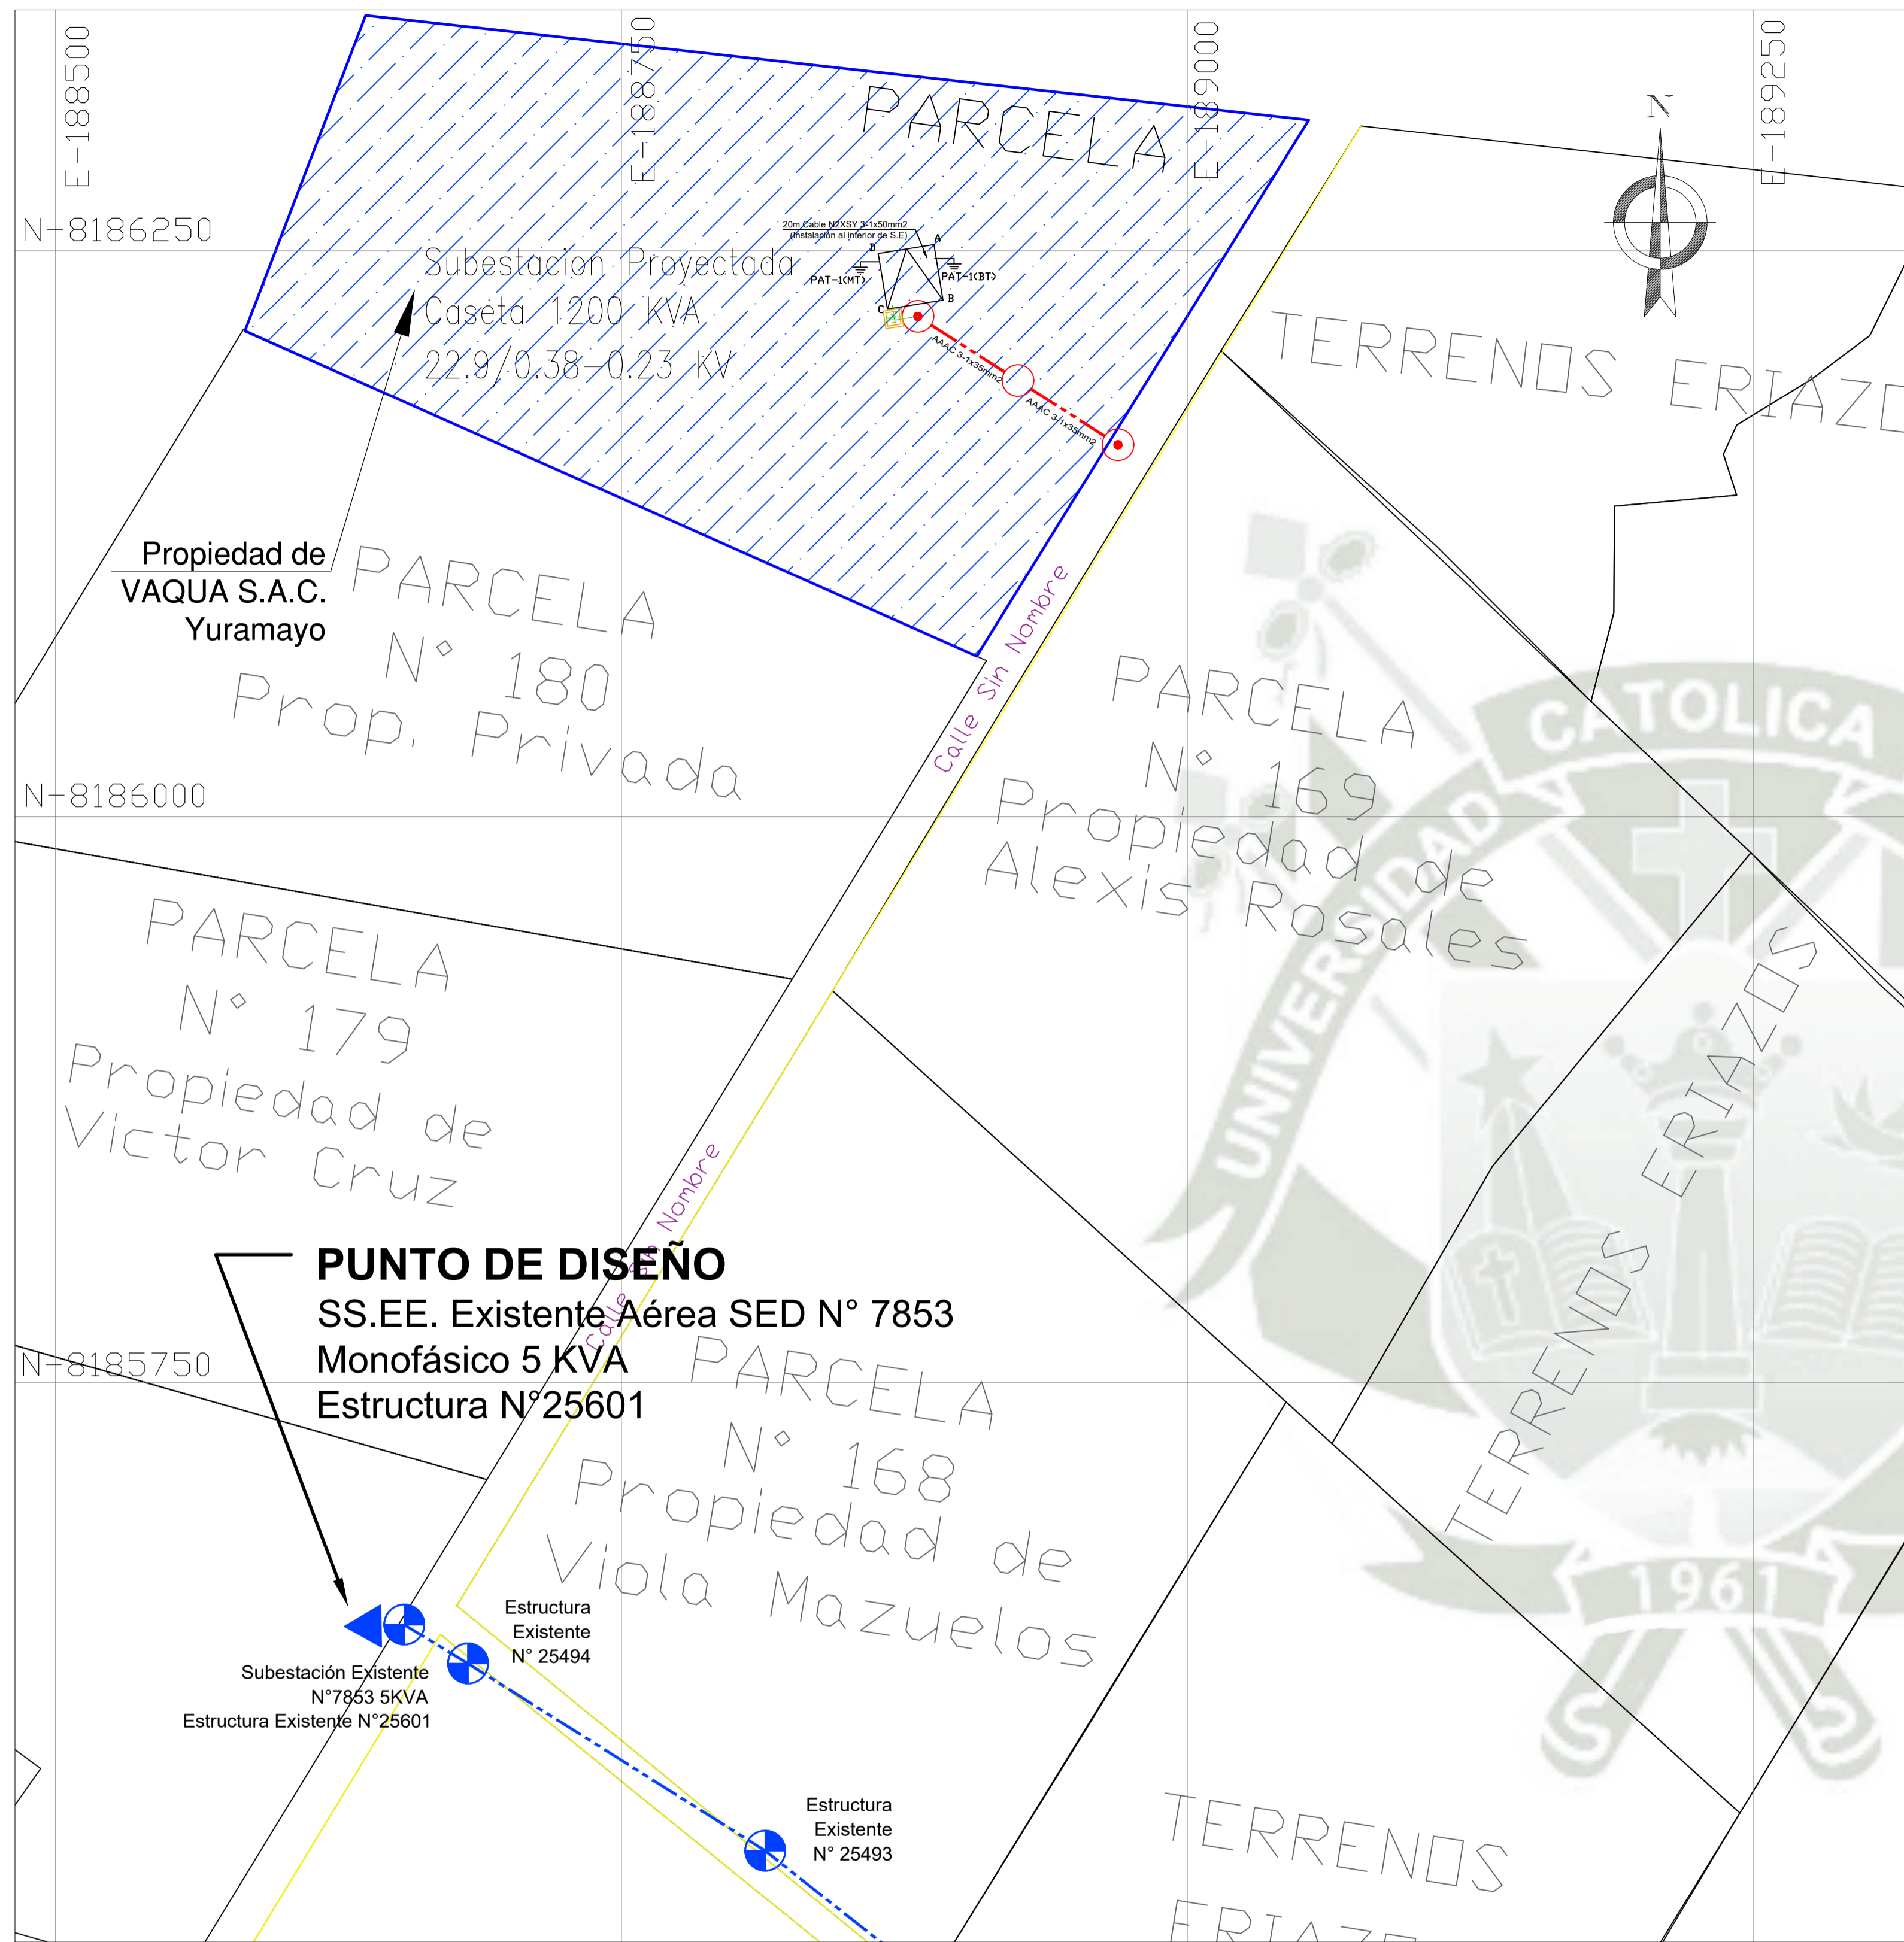 E-188500
E-188750
E-189000
E-189250
PARCELA
N
N-8186250
20m Cable N2XSY 3-1x50mm2
(Instalación al interior de S.E)
D
A
PAT-1(MT)
PAT-1(BT)
C
B
Subestacion Proyectada
Caseta 1200 KVA
22.9/0.38-0.23 KV
AAAC 3-1x35mm2
AAAC 3-1x35mm2
TERRENOS ERIAZO
Propiedad de
VAQUA S.A.C.
Yuramayo
PARCELA
N° 180
Prop. Privada
Calle Sin Nombre
PARCELA
N° 169
Propiedad de
Alexis Rosales
N-8186000
PARCELA
N° 179
Propiedad de
Victor Cruz
Calle Sin Nombre
TERRENOS ERIAZOS
PUNTO DE DISEÑO
SS.EE. Existente Aérea SED N° 7853
Monofásico 5 KVA
Estructura N°25601
N-8185750
PARCELA
N° 168
Propiedad de
Viola Mazuelos
Estructura
Existente
N° 25494
Subestación Existente
N°7853 5KVA
Estructura Existente N°25601
Estructura
Existente
N° 25493
TERRENOS
UNIVERSIDAD CATOLICA
1961
S
S